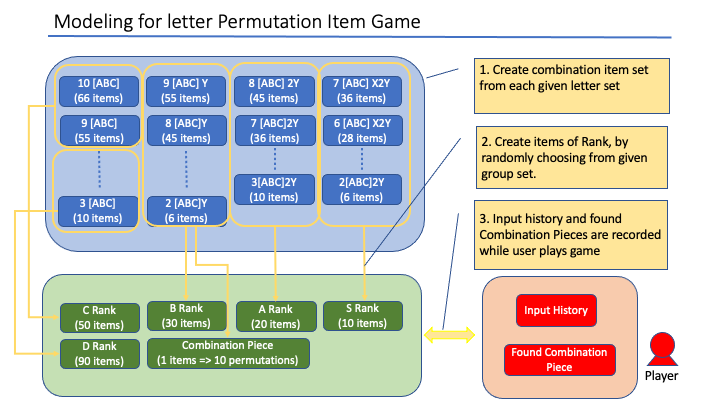 Modeling for letter Permutation Item Game
10 [ABC]
(66 items)
9 [ABC] Y
(55 items)
8 [ABC] 2Y
(45 items)
7 [ABC] X2Y
(36 items)
9 [ABC]
(55 items)
8 [ABC]Y
(45 items)
7 [ABC]2Y
(36 items)
6 [ABC] X2Y
(28 items)
3 [ABC]
(10 items)
2 [ABC]Y
(6 items)
3[ABC]2Y
(10 items)
2[ABC]2Y
(6 items)
1. Create combination item set
from each given letter set
2. Create items of Rank, by
randomly choosing from given
group set.
3. Input history and found
Combination Pieces are recorded
while user plays game
C Rank
(50 items)
B Rank
(30 items)
A Rank
(20 items)
S Rank
(10 items)
D Rank
(90 items)
Combination Piece
(1 items => 10 permutations)
Input History
Found Combination
Piece
Player